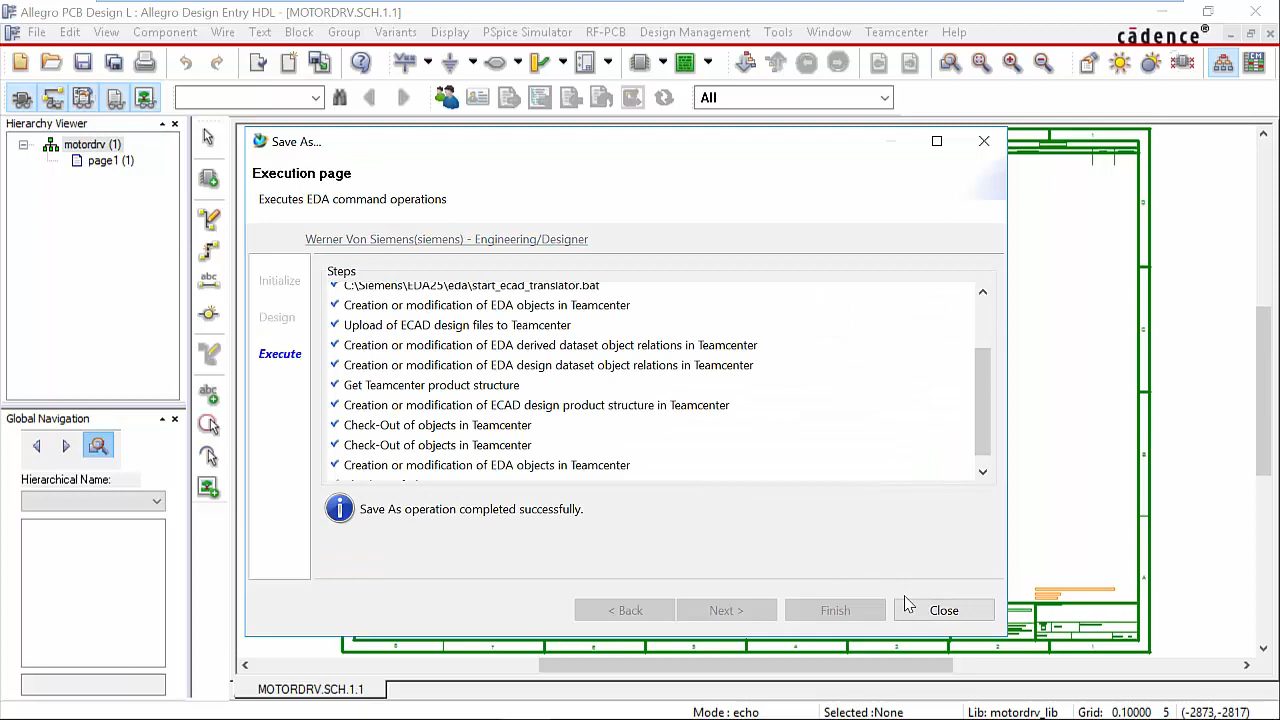 Allegro PCB Design L : Allegro Design Entry HDL - [MOTORDRV.SCH.1.1]
File Edit View Component Wire Text Block Group Variants Display PSpice Simulator RF-PCB Design Management Tools Window Teamcenter Help
cādence®
All
Hierarchy Viewer
motordrv (1)
page1 (1)
Global Navigation
Hierarchical Name:
Save As...
Execution page
Executes EDA command operations
Werner Von Siemens(siemens) - Engineering/Designer
Initialize
Design
Execute
Steps
C:\Siemens\EDA25\eda\start_ecad_translator.bat
Creation or modification of EDA objects in Teamcenter
Upload of ECAD design files to Teamcenter
Creation or modification of EDA derived dataset object relations in Teamcenter
Creation or modification of EDA design dataset object relations in Teamcenter
Get Teamcenter product structure
Creation or modification of ECAD design product structure in Teamcenter
Check-Out of objects in Teamcenter
Check-Out of objects in Teamcenter
Creation or modification of EDA objects in Teamcenter
Save As operation completed successfully.
< Back Next > Finish Close
MOTORDRV.SCH.1.1
Mode : echo Selected :None Lib: motordrv_lib Grid: 0.10000 5 (-2873,-2817)